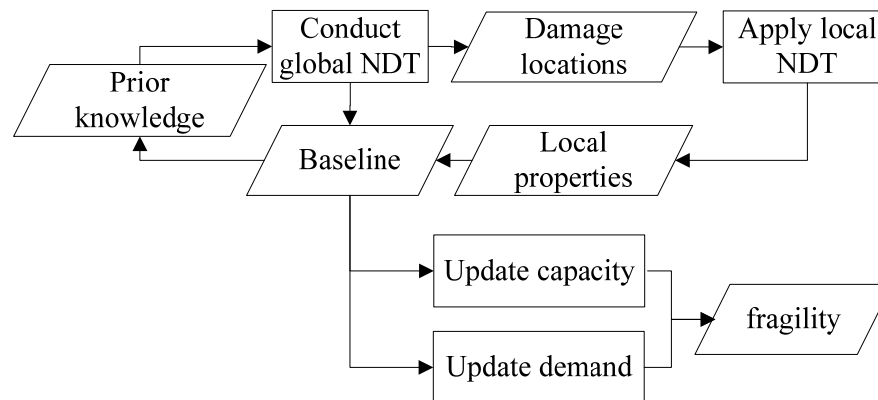 Conduct
global NDT
Damage
locations
Apply local
NDT
Prior
knowledge
Baseline
Local
properties
Update capacity
fragility
Update demand